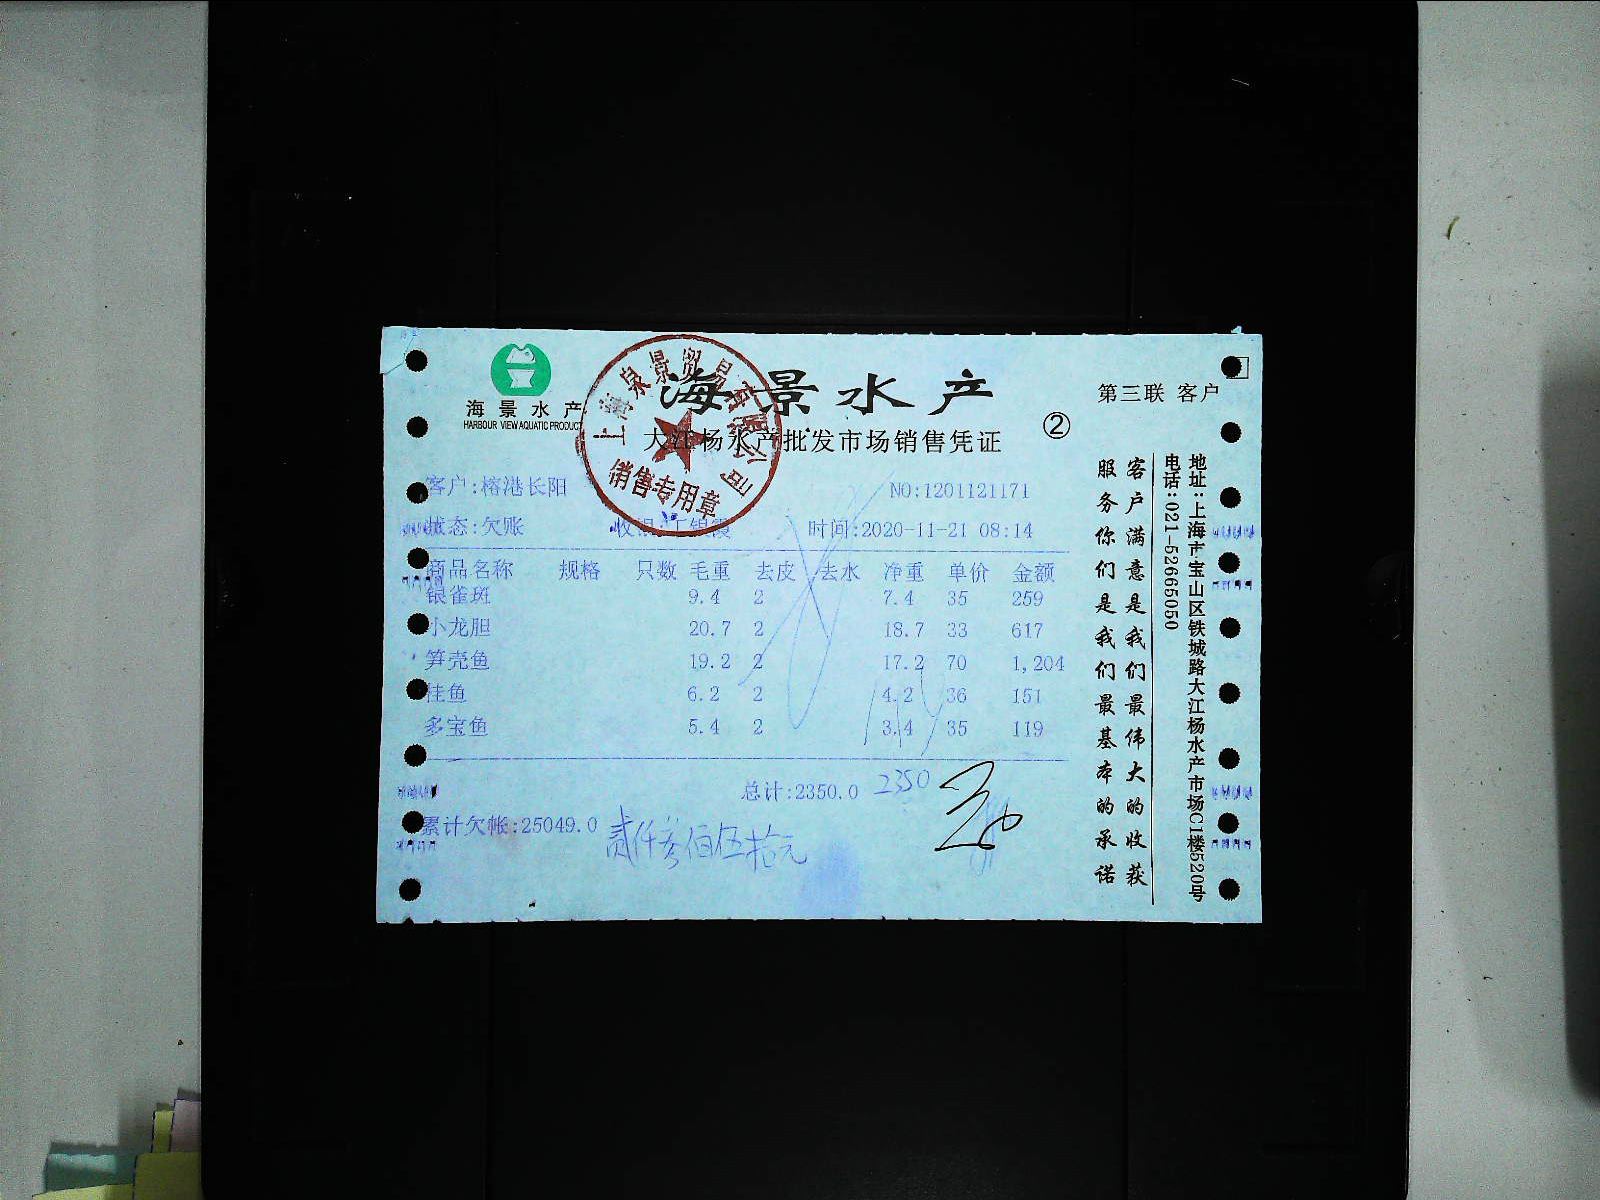 海景水产
HARBOUR VIEW AQUATIC PRODUCT
海景水产
大江杨水产批发市场销售凭证
②
第三联 客户
上海泉景贸易有限公司
销售专用章
客户:榕港长阳
NO:1201121171
状态:欠账
时间:2020-11-21 08:14
商品名称 规格 只数 毛重 去皮 去水 净重 单价 金额
银雀斑 9.4 2 7.4 35 259
小龙胆 20.7 2 18.7 33 617
笋壳鱼 19.2 2 17.2 70 1,204
桂鱼 6.2 2 4.2 36 151
多宝鱼 5.4 2 3.4 35 119
总计:2350.0 2350
累计欠帐:25049.0
贰仟叁佰伍拾元
客户满意是我们最伟大的收获
服务你们是我们最基本的承诺
地址:上海市宝山区铁城路大江杨水产市场C1楼520号
电话:021-52665050